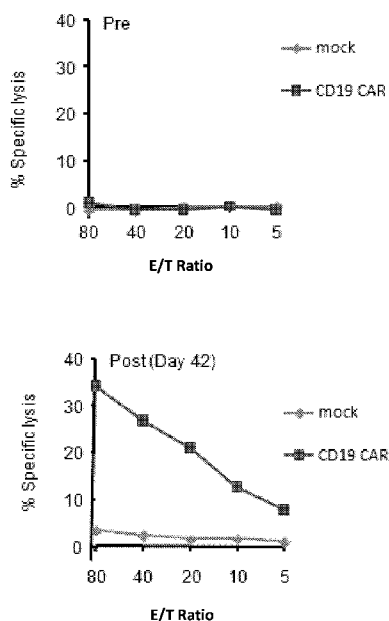 Pre
40
30
20
10
0
% Specific lysis
80 40 20 10 5
E/T Ratio
mock
CD19 CAR
Post (Day 42)
40
30
20
10
0
% Specific lysis
80 40 20 10 5
E/T Ratio
mock
CD19 CAR